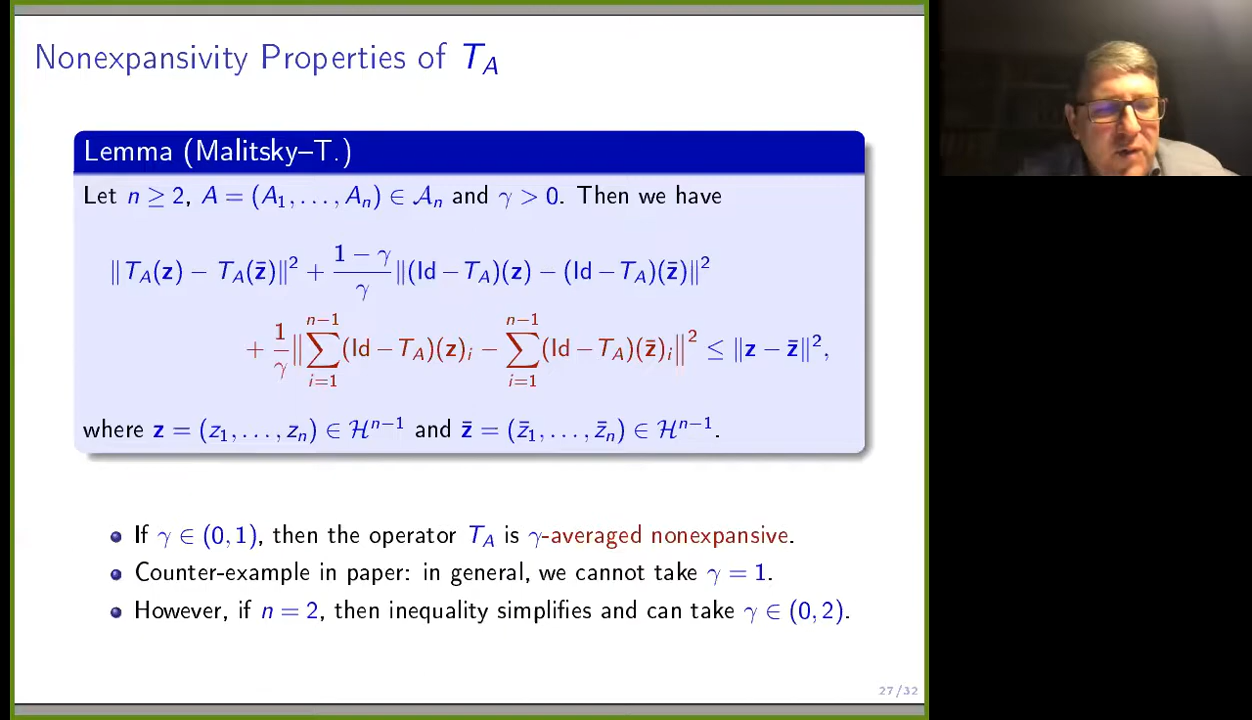 Nonexpansivity Properties of T_A
Lemma (Malitsky–T.)
Let n ≥ 2, A = (A_1, . . . , A_n) ∈ 𝒜_n and γ > 0. Then we have
‖T_A(z) − T_A(z̄)‖² + \frac{1 − γ}{γ}‖(Id − T_A)(z) − (Id − T_A)(z̄)‖²
+ \frac{1}{γ}‖∑_{i=1}^{n−1}(Id − T_A)(z)_i − ∑_{i=1}^{n−1}(Id − T_A)(z̄)_i‖² ≤ ‖z − z̄‖²,
where z = (z_1, . . . , z_n) ∈ ℋ^{n−1} and z̄ = (z̄_1, . . . , z̄_n) ∈ ℋ^{n−1}.
• If γ ∈ (0, 1), then the operator T_A is γ-averaged nonexpansive.
• Counter-example in paper: in general, we cannot take γ = 1.
• However, if n = 2, then inequality simplifies and can take γ ∈ (0, 2).
27/32